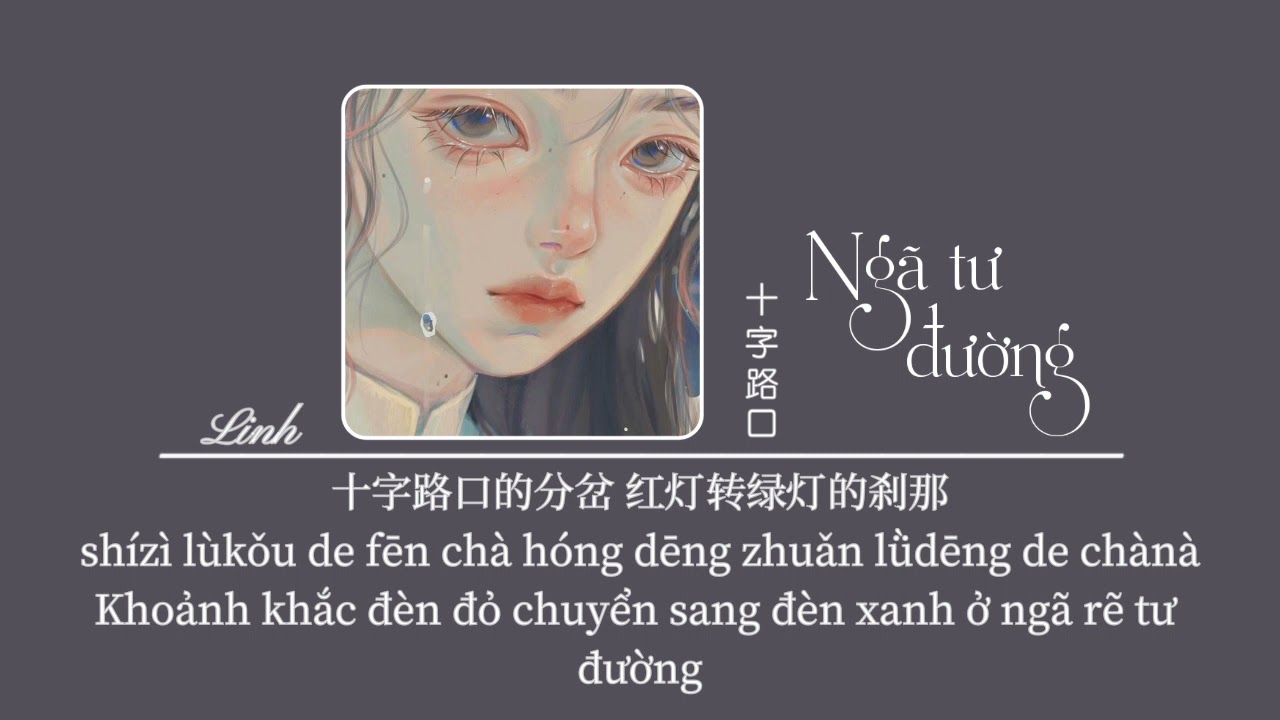 Ngã tư
đường
十字路口
Linh
十字路口的分岔 红灯转绿灯的刹那
shízì lùkǒu de fēn chà hóng dēng zhuǎn lǜdēng de chànà
Khoảnh khắc đèn đỏ chuyển sang đèn xanh ở ngã rẽ tư
đường